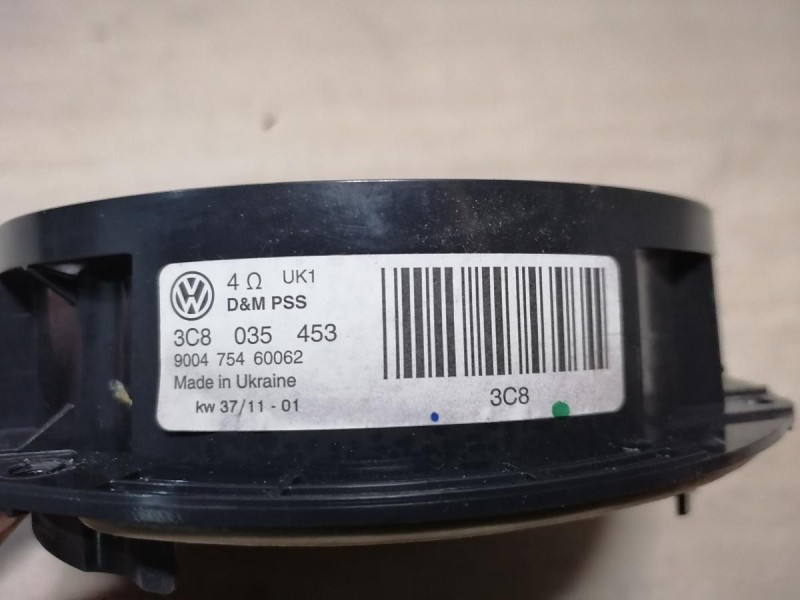 4 Ω UK1
D&M PSS
3C8 035 453
9004 754 60062
Made in Ukraine
kw 37/11 - 01
3C8